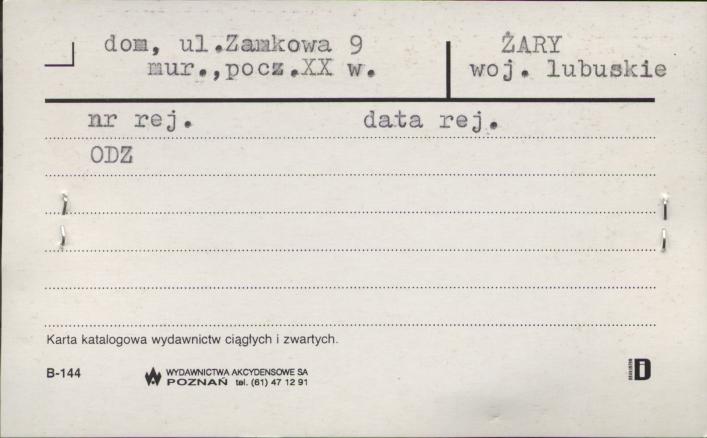 dom, ul.Zamkowa 9
mur.,pocz.XX w.
ŻARY
woj. lubuskie
nr rej. data rej.
ODZ
Karta katalogowa wydawnictw ciągłych i zwartych.
B-144
WYDAWNICTWA AKCYDENSOWE SA
POZNAŃ tel. (61) 47 12 91